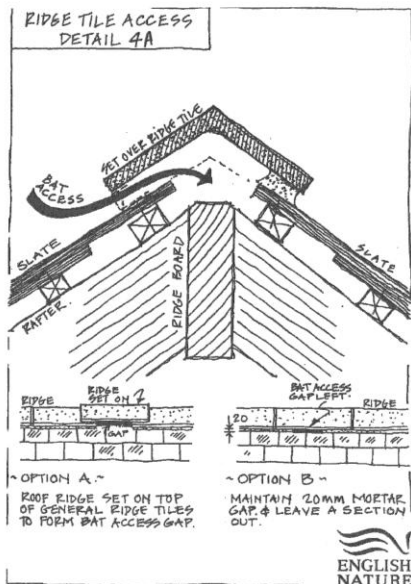 RIDGE TILE ACCESS
DETAIL 4A
SET OVER RIDGE TILE
BAT
ACCESS
SLATE
RAFTER
RIDGE BOARD
SLATE
RIDGE
RIDGE
SET ON
GAP
BAT ACCESS
GAP LEFT.
RIDGE
20
~ OPTION A.~
ROOF RIDGE SET ON TOP
OF GENERAL RIDGE TILES
TO FORM BAT ACCESS GAP.
~ OPTION B ~
MAINTAIN 20mm MORTAR
GAP. & LEAVE A SECTION
OUT.
ENGLISH
NATURE